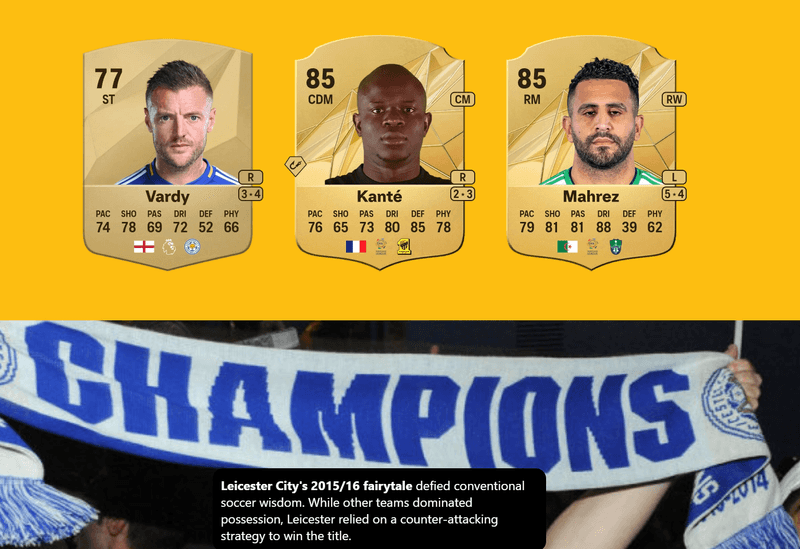 77
ST
R
3 • 4
Vardy
PAC SHO PAS DRI DEF PHY
74 78 69 72 52 66
85
CDM
CM
R
2 • 3
Kanté
PAC SHO PAS DRI DEF PHY
76 65 73 80 85 78
85
RM
RW
L
5 • 4
Mahrez
PAC SHO PAS DRI DEF PHY
79 81 81 88 39 62
CHAMPIONS
Leicester City's 2015/16 fairytale defied conventional
soccer wisdom. While other teams dominated
possession, Leicester relied on a counter-attacking
strategy to win the title.